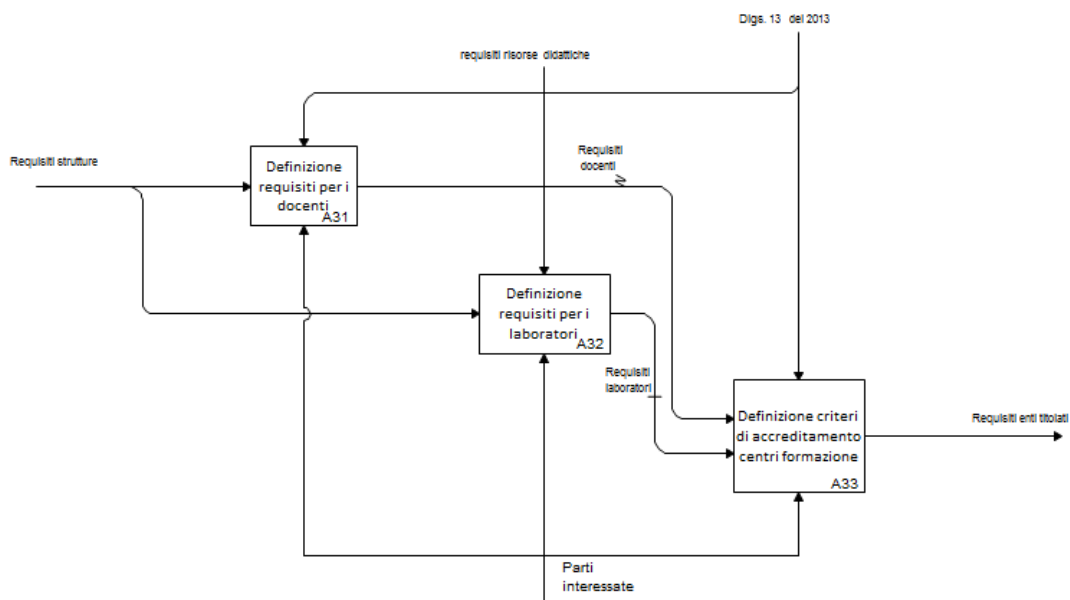 Dlgs. 13 del 2013
requisiti risorse didattiche
Requisiti strutture
Definizione
requisiti per i
docenti
A31
Requisiti
docenti
Definizione
requisiti per i
laboratori
A32
Requisiti
laboratori
Definizione criteri
di accreditamento
centri formazione
A33
Requisiti enti titolati
Parti
interessate